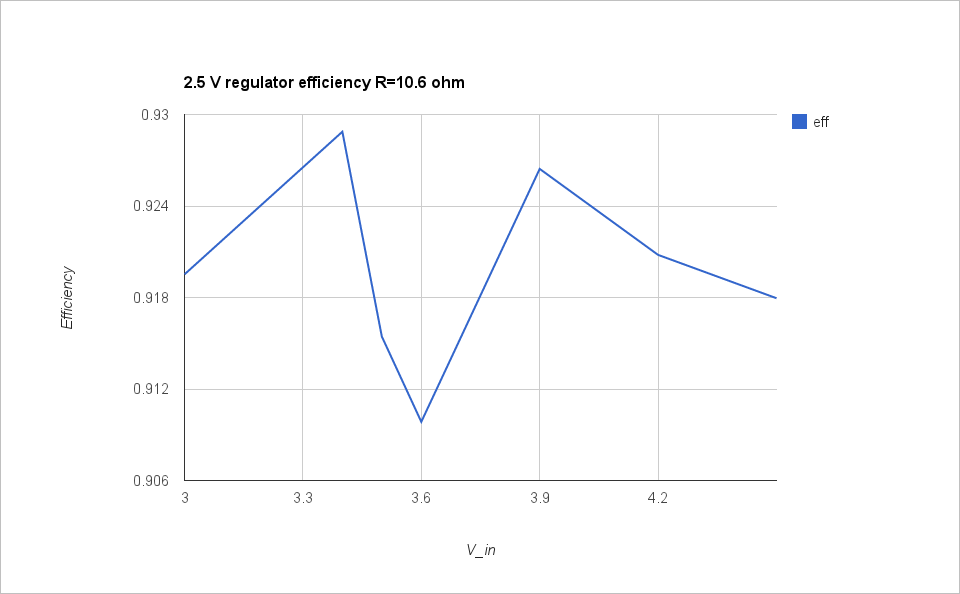 2.5 V regulator efficiency R=10.6 ohm
eff
0.93
0.924
0.918
0.912
0.906
Efficiency
3
3.3
3.6
3.9
4.2
V_in